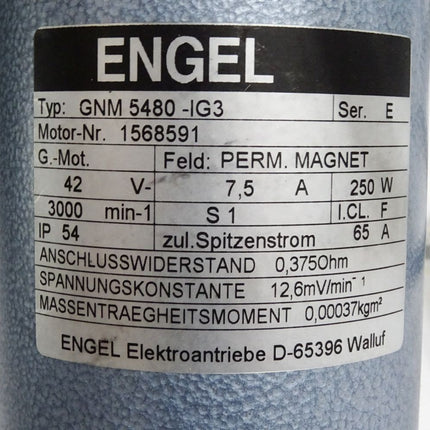 ENGEL
Typ: GNM 5480 -IG3 Ser. E
Motor-Nr. 1568591
G.-Mot. Feld: PERM. MAGNET
42 V- 7,5 A 250 W
3000 min-1 S 1 I.CL. F
IP 54 zul.Spitzenstrom 65 A
ANSCHLUSSWIDERSTAND 0,375Ohm
SPANNUNGSKONSTANTE 12,6mV/min⁻¹
MASSENTRAEGHEITSMOMENT 0,00037kgm²
ENGEL Elektroantriebe D-65396 Walluf